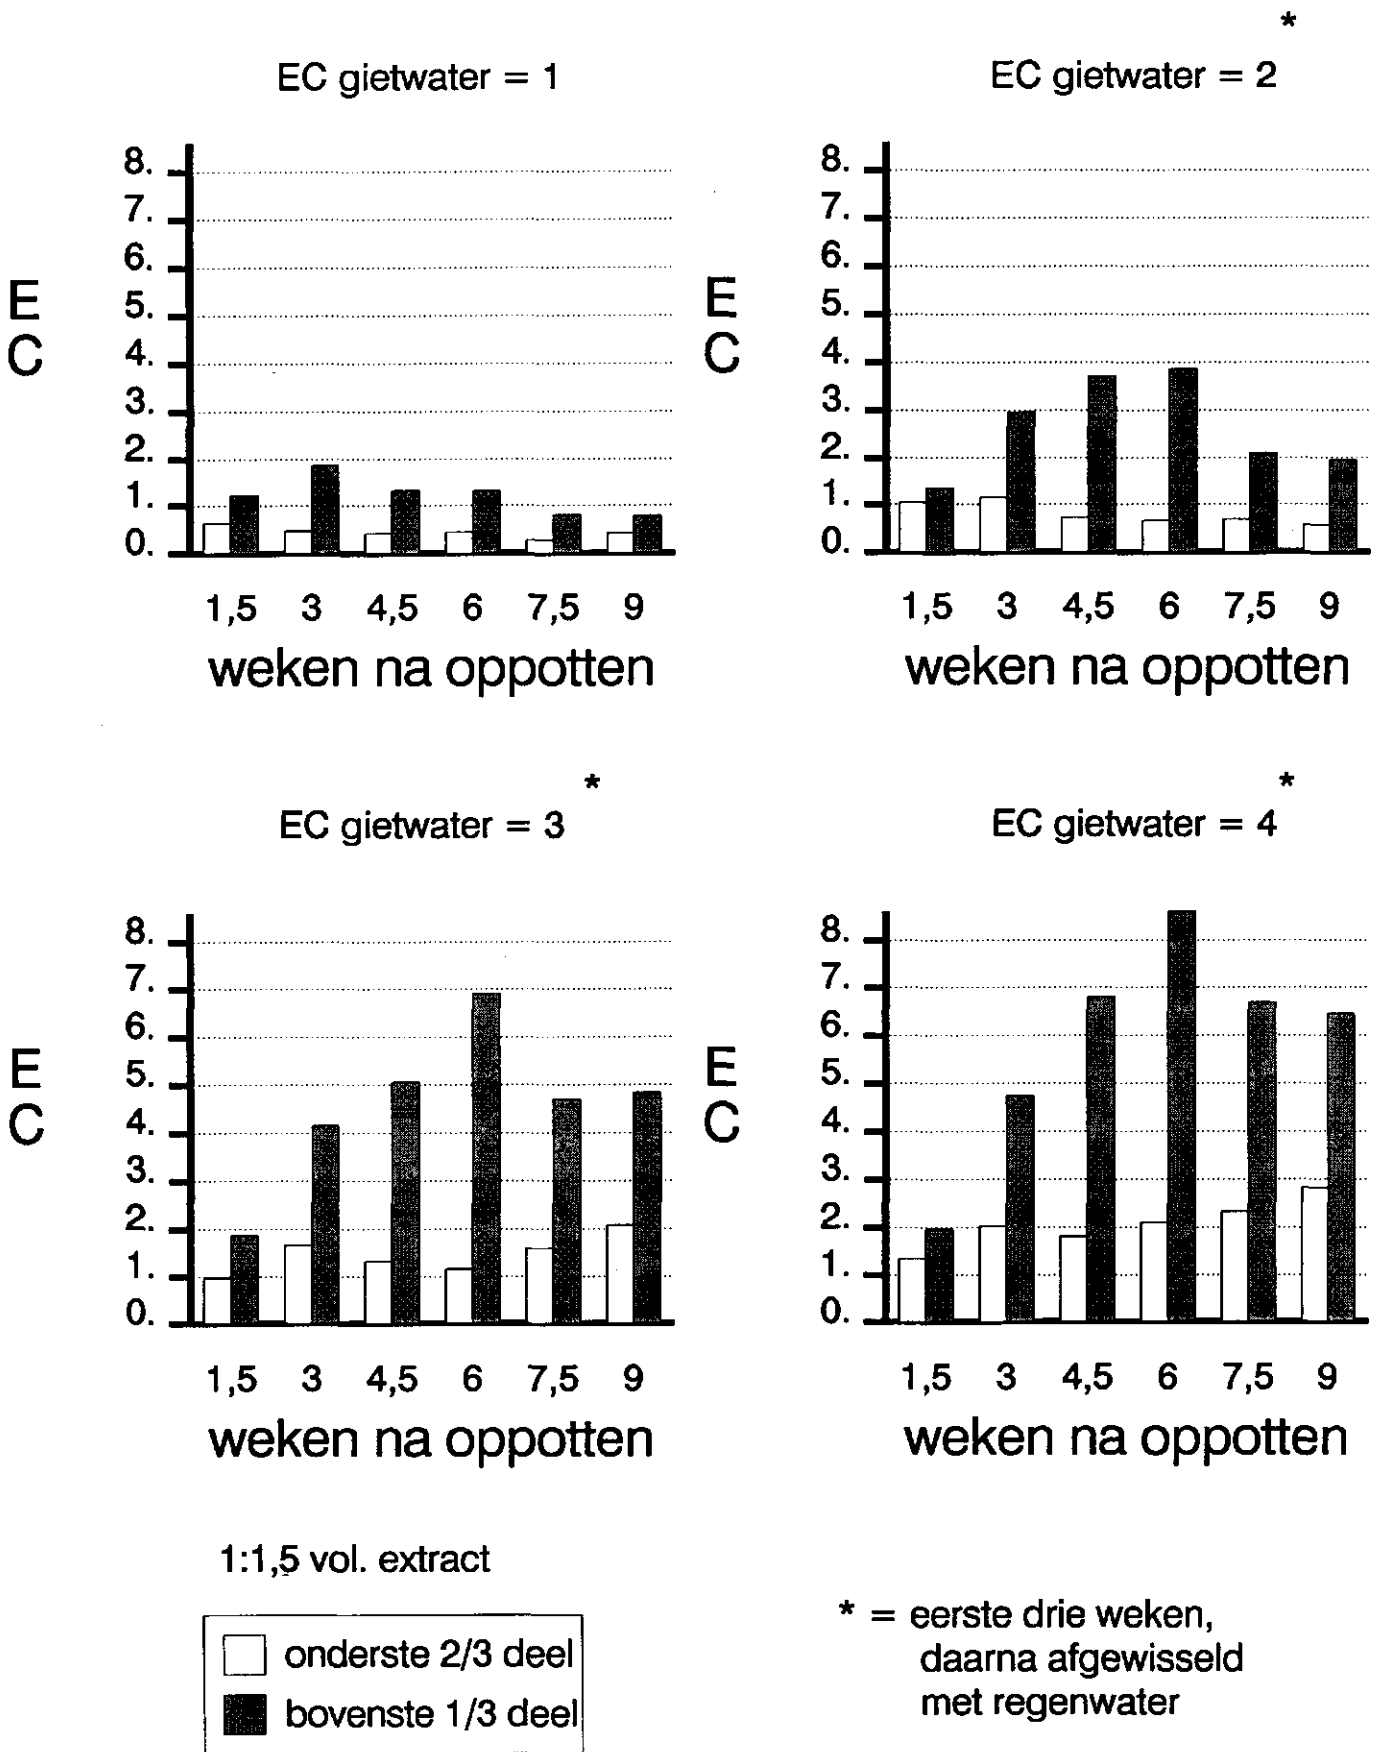 *
EC gietwater = 1
EC gietwater = 2
8.
7.
6.
5.
4.
3.
2.
1.
0.
E
C
1,5 3 4,5 6 7,5 9
weken na oppotten
8.
7.
6.
5.
4.
3.
2.
1.
0.
E
C
1,5 3 4,5 6 7,5 9
weken na oppotten
*
EC gietwater = 3
*
EC gietwater = 4
8.
7.
6.
5.
4.
3.
2.
1.
0.
E
C
1,5 3 4,5 6 7,5 9
weken na oppotten
8.
7.
6.
5.
4.
3.
2.
1.
0.
E
C
1,5 3 4,5 6 7,5 9
weken na oppotten
1:1,5 vol. extract
onderste 2/3 deel
bovenste 1/3 deel
* = eerste drie weken,
daarna afgewisseld
met regenwater